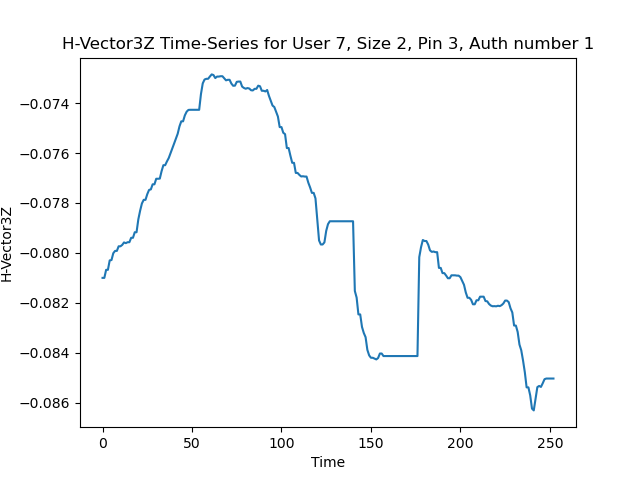 H-Vector3Z Time-Series for User 7, Size 2, Pin 3, Auth number 1
H-Vector3Z
−0.074
−0.076
−0.078
−0.080
−0.082
−0.084
−0.086
0 50 100 150 200 250
Time